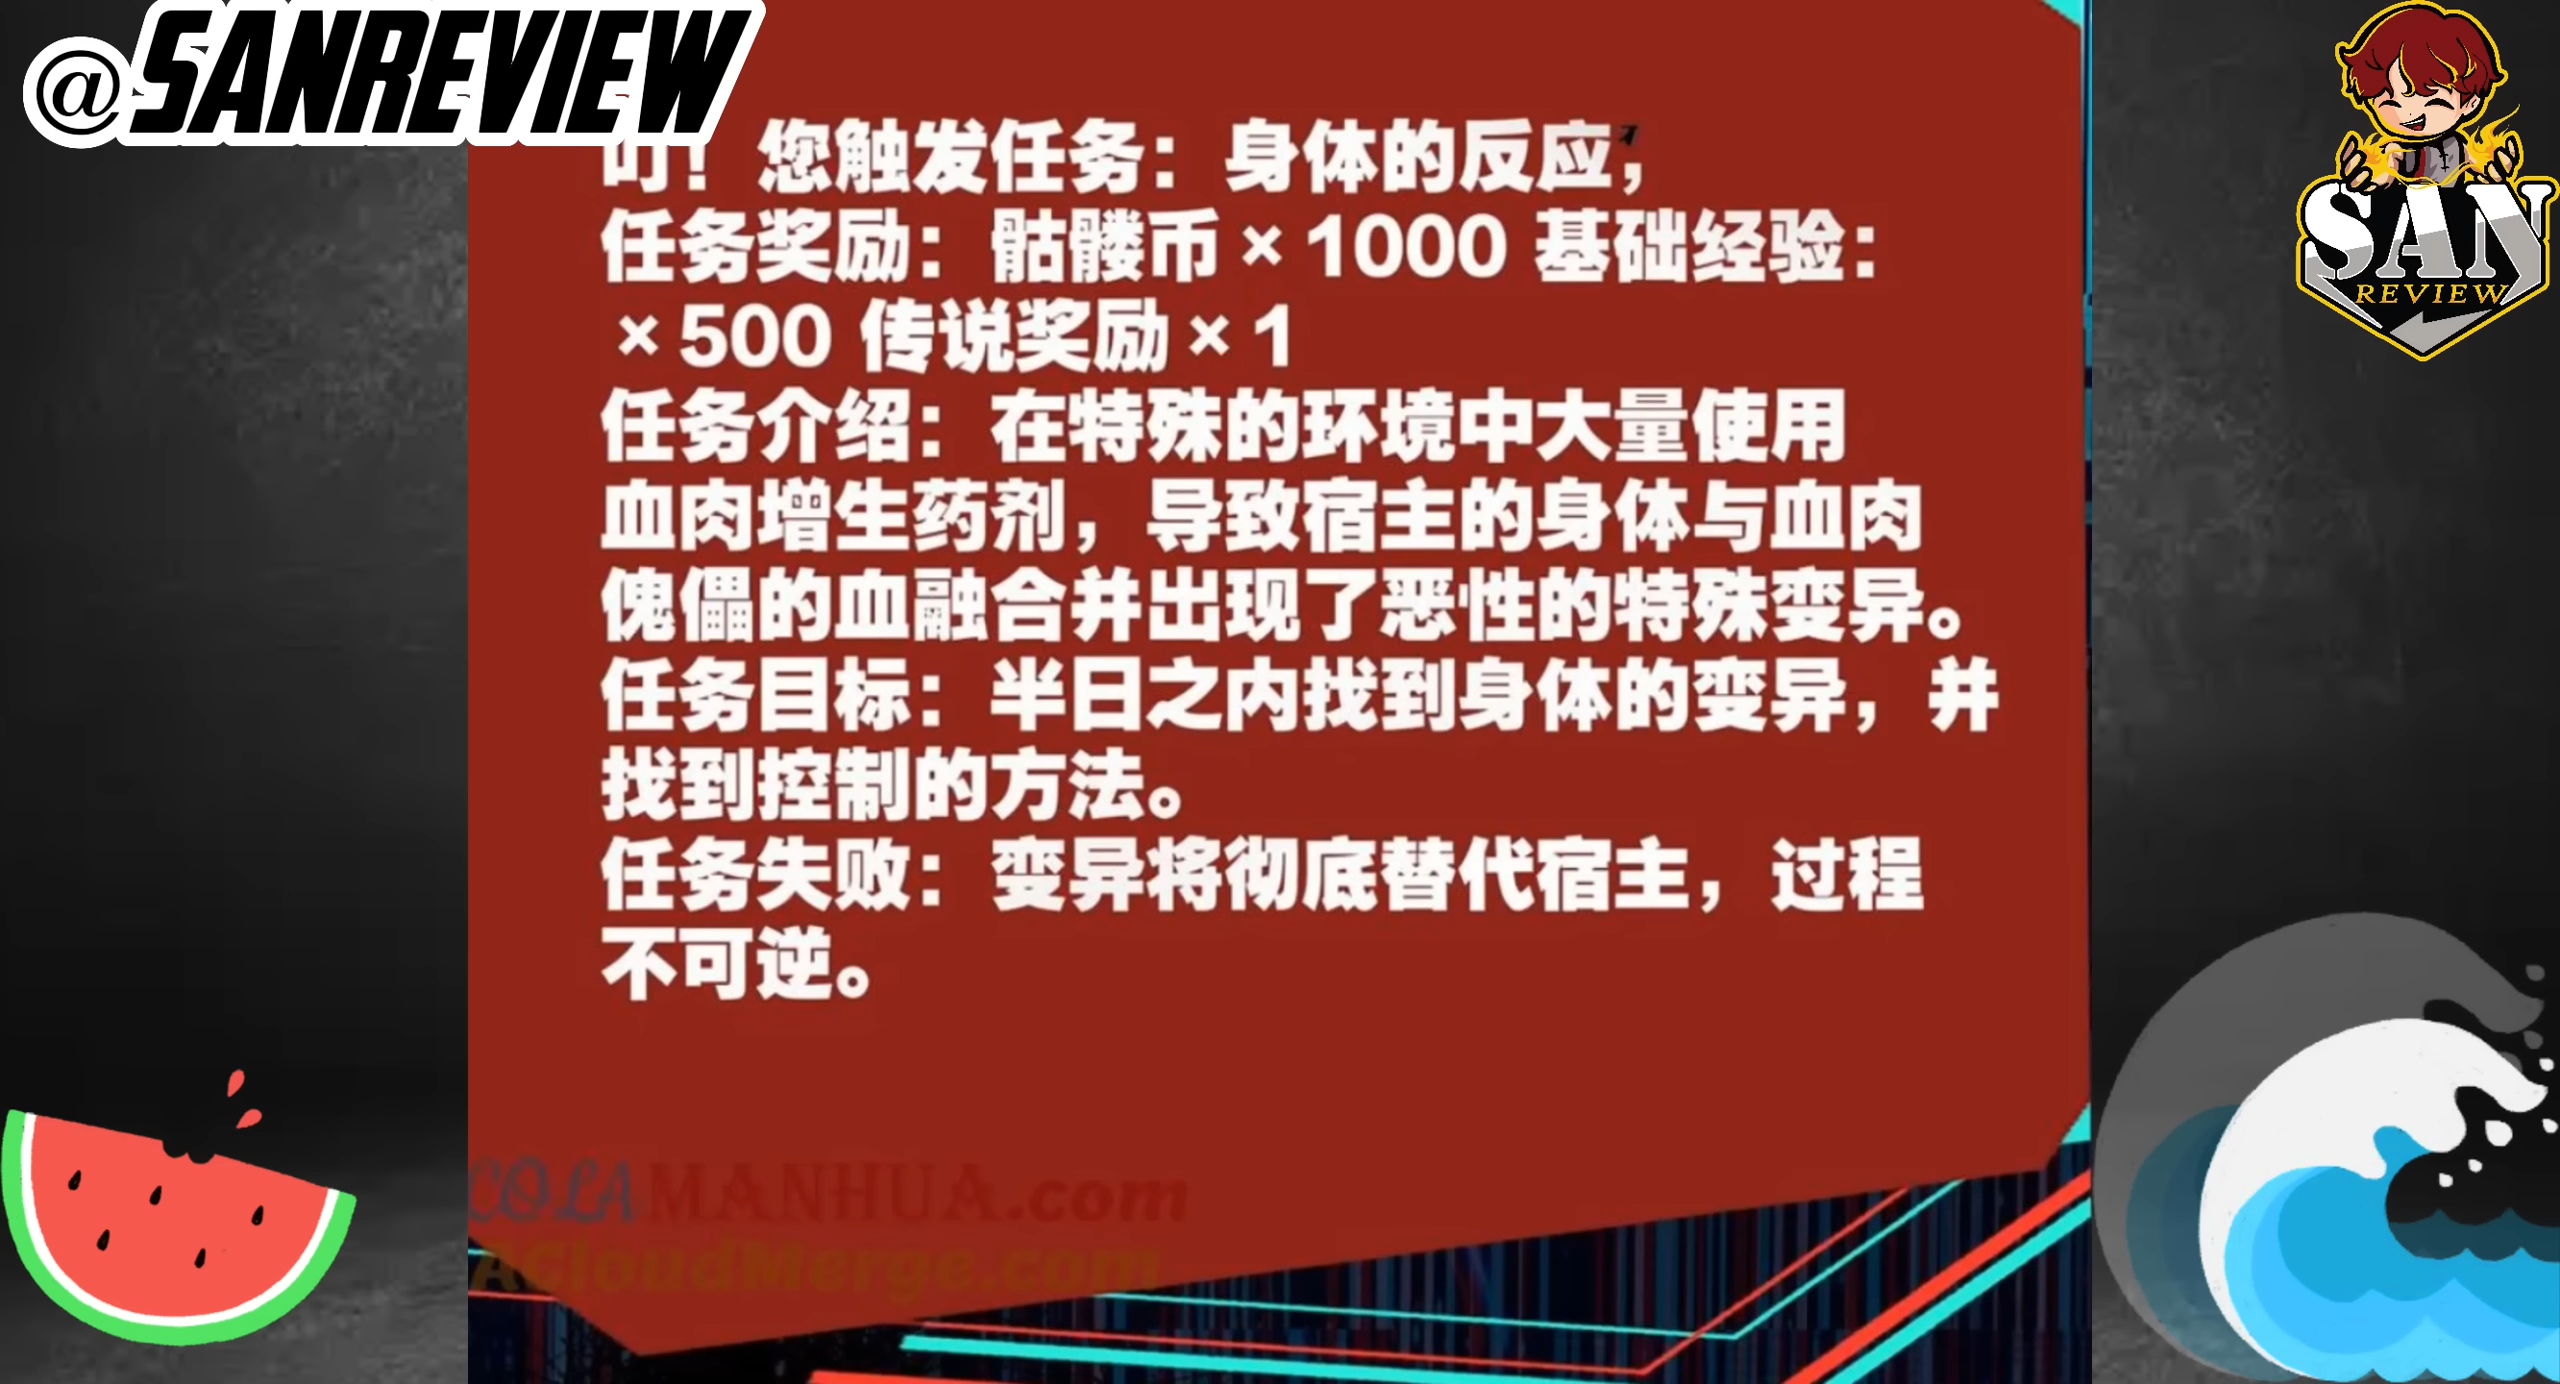 @SANREVIEW
SAN
REVIEW
叮！您触发任务：身体的反应，
任务奖励：骷髅币×1000 基础经验：
×500 传说奖励×1
任务介绍：在特殊的环境中大量使用
血肉增生药剂，导致宿主的身体与血肉
傀儡的血融合并出现了恶性的特殊变异。
任务目标：半日之内找到身体的变异，并
找到控制的方法。
任务失败：变异将彻底替代宿主，过程
不可逆。
COLAMANHUA.com
ACloudMerge.com